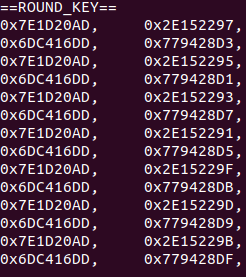 ==ROUND_KEY==
0x7E1D20AD, 0x2E152297,
0x6DC416DD, 0x779428D3,
0x7E1D20AD, 0x2E152295,
0x6DC416DD, 0x779428D1,
0x7E1D20AD, 0x2E152293,
0x6DC416DD, 0x779428D7,
0x7E1D20AD, 0x2E152291,
0x6DC416DD, 0x779428D5,
0x7E1D20AD, 0x2E15229F,
0x6DC416DD, 0x779428DB,
0x7E1D20AD, 0x2E15229D,
0x6DC416DD, 0x779428D9,
0x7E1D20AD, 0x2E15229B,
0x6DC416DD, 0x779428DF,